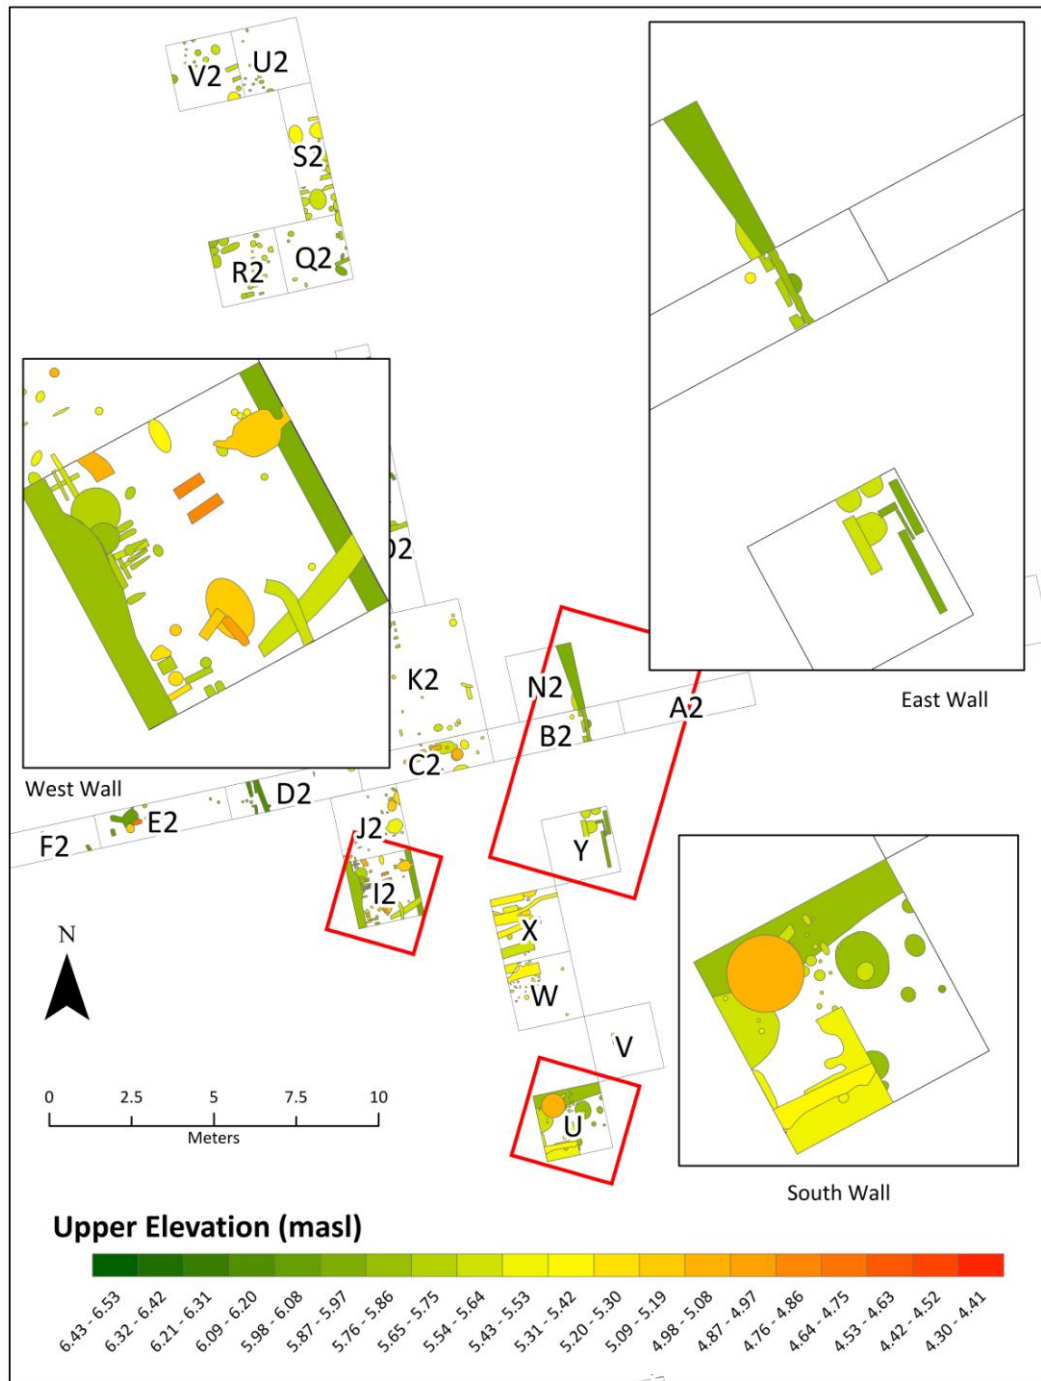 V2
U2
S2
R2
Q2
East Wall
West Wall
K2
N2
A2
B2
C2
D2
E2
F2
J2
I2
Y
X
W
V
U
N
0 2.5 5 7.5 10
Meters
South Wall
Upper Elevation (masl)
6.43 - 6.53
6.32 - 6.42
6.21 - 6.31
6.09 - 6.20
5.98 - 6.08
5.87 - 5.97
5.76 - 5.86
5.65 - 5.75
5.54 - 5.64
5.43 - 5.53
5.31 - 5.42
5.20 - 5.30
5.09 - 5.19
4.98 - 5.08
4.87 - 4.97
4.76 - 4.86
4.64 - 4.75
4.53 - 4.63
4.42 - 4.52
4.30 - 4.41